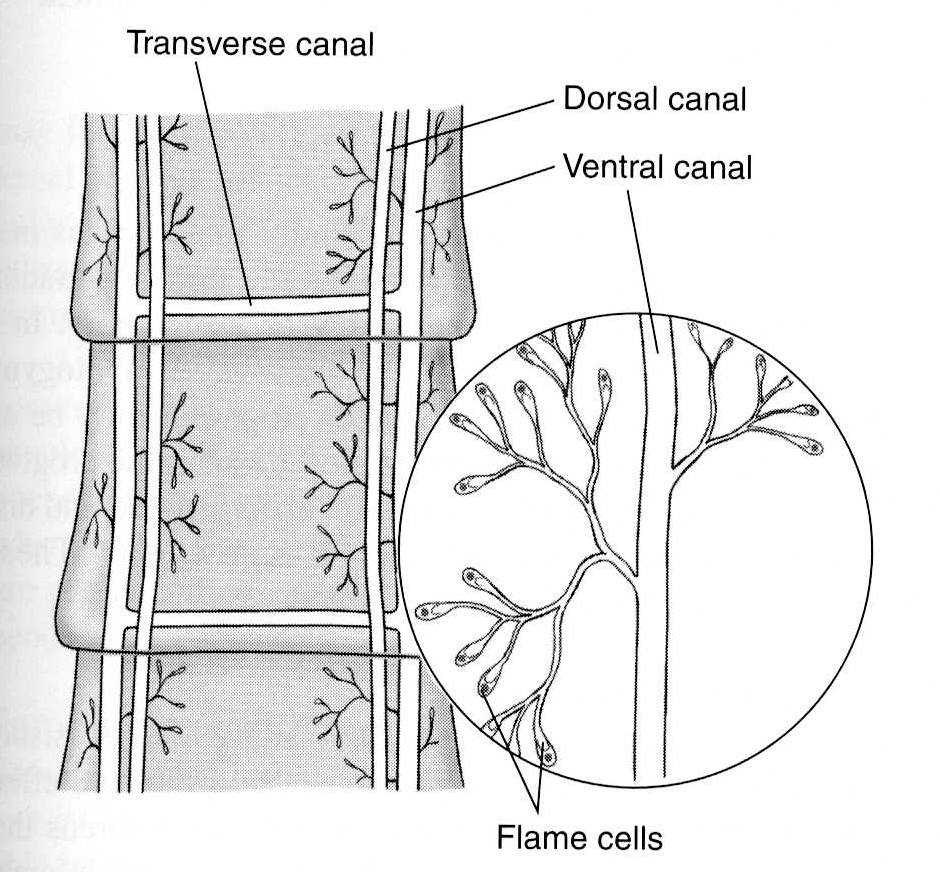 Transverse canal
Dorsal canal
Ventral canal
Flame cells